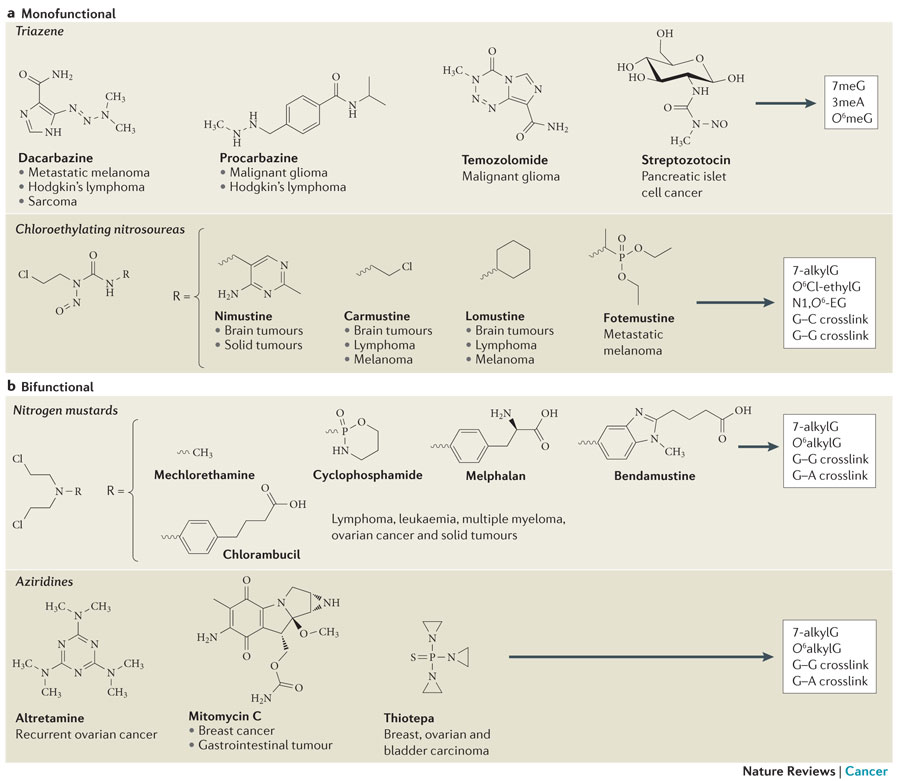 a Monofunctional
Triazene
O
NH₂
N
NH
N
N
N
CH₃
CH₃
Dacarbazine
• Metastatic melanoma
• Hodgkin's lymphoma
• Sarcoma
H₃C
N
H
H
N
O
N
H
Procarbazine
• Malignant glioma
• Hodgkin's lymphoma
O
H₃C
N
N
N
N
N
N
O
NH₂
Temozolomide
Malignant glioma
OH
HO
HO
O
OH
NH
O
N
NO
H₃C
Streptozotocin
Pancreatic islet
cell cancer
7meG
3meA
O⁶meG
Chloroethylating nitrosoureas
Cl
O
N
N
H
R
N
O
R =
N
N
H₂N
Nimustine
• Brain tumours
• Solid tumours
Cl
Carmustine
• Brain tumours
• Lymphoma
• Melanoma
Lomustine
• Brain tumours
• Lymphoma
• Melanoma
O
P
O
O
Fotemustine
Metastatic
melanoma
7-alkylG
O⁶Cl-ethylG
N1,O⁶-EG
G–C crosslink
G–G crosslink
b Bifunctional
Nitrogen mustards
Cl
N–R
Cl
R =
CH₃
Mechlorethamine
O
P
O
HN
Cyclophosphamide
H₂N
OH
O
Melphalan
N
N
CH₃
OH
O
Bendamustine
O
OH
Chlorambucil
Lymphoma, leukaemia, multiple myeloma,
ovarian cancer and solid tumours
7-alkylG
O⁶alkylG
G–G crosslink
G–A crosslink
Aziridines
H₃C
N
CH₃
N
N
N
H₃C
N
CH₃
N
CH₃
CH₃
Altretamine
Recurrent ovarian cancer
O
N
NH
H₂N
O
O
CH₃
O
O
H₂N
Mitomycin C
• Breast cancer
• Gastrointestinal tumour
N
S=P–N
N
Thiotepa
Breast, ovarian and
bladder carcinoma
7-alkylG
O⁶alkylG
G–G crosslink
G–A crosslink
Nature Reviews | Cancer